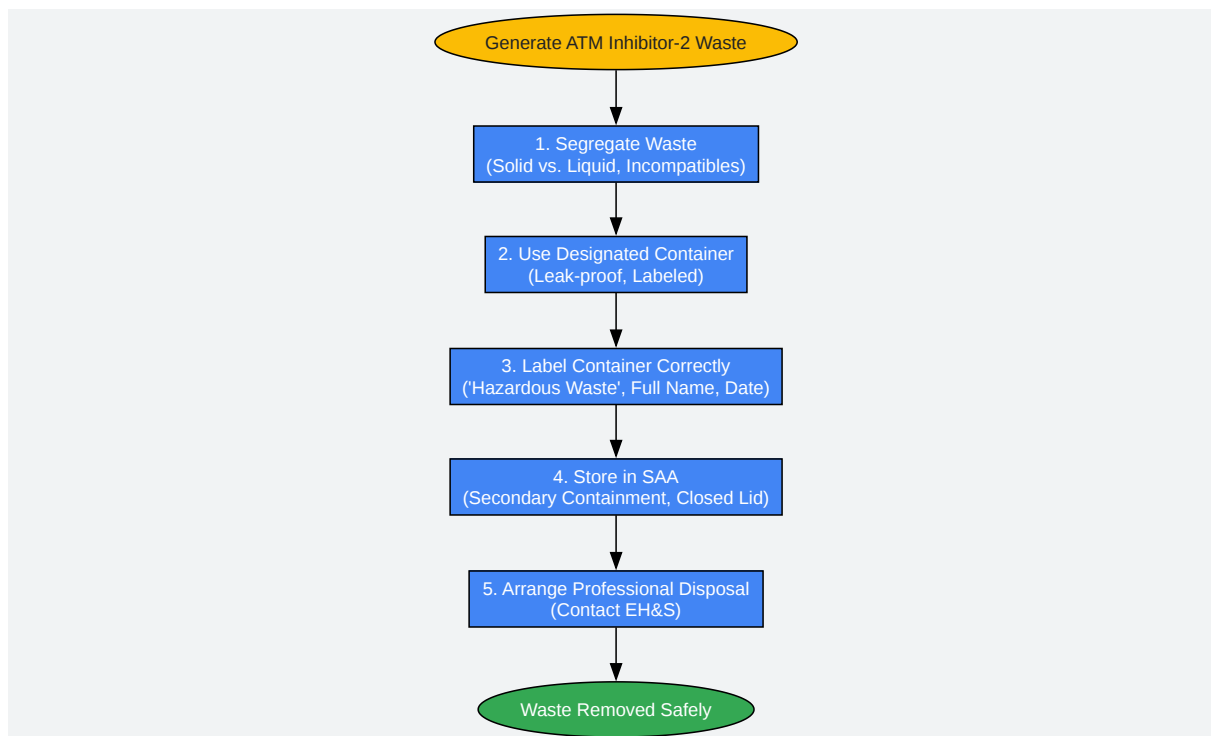 Generate ATM Inhibitor-2 Waste
1. Segregate Waste
(Solid vs. Liquid, Incompatibles)
2. Use Designated Container
(Leak-proof, Labeled)
3. Label Container Correctly
('Hazardous Waste', Full Name, Date)
4. Store in SAA
(Secondary Containment, Closed Lid)
5. Arrange Professional Disposal
(Contact EH&S)
Waste Removed Safely